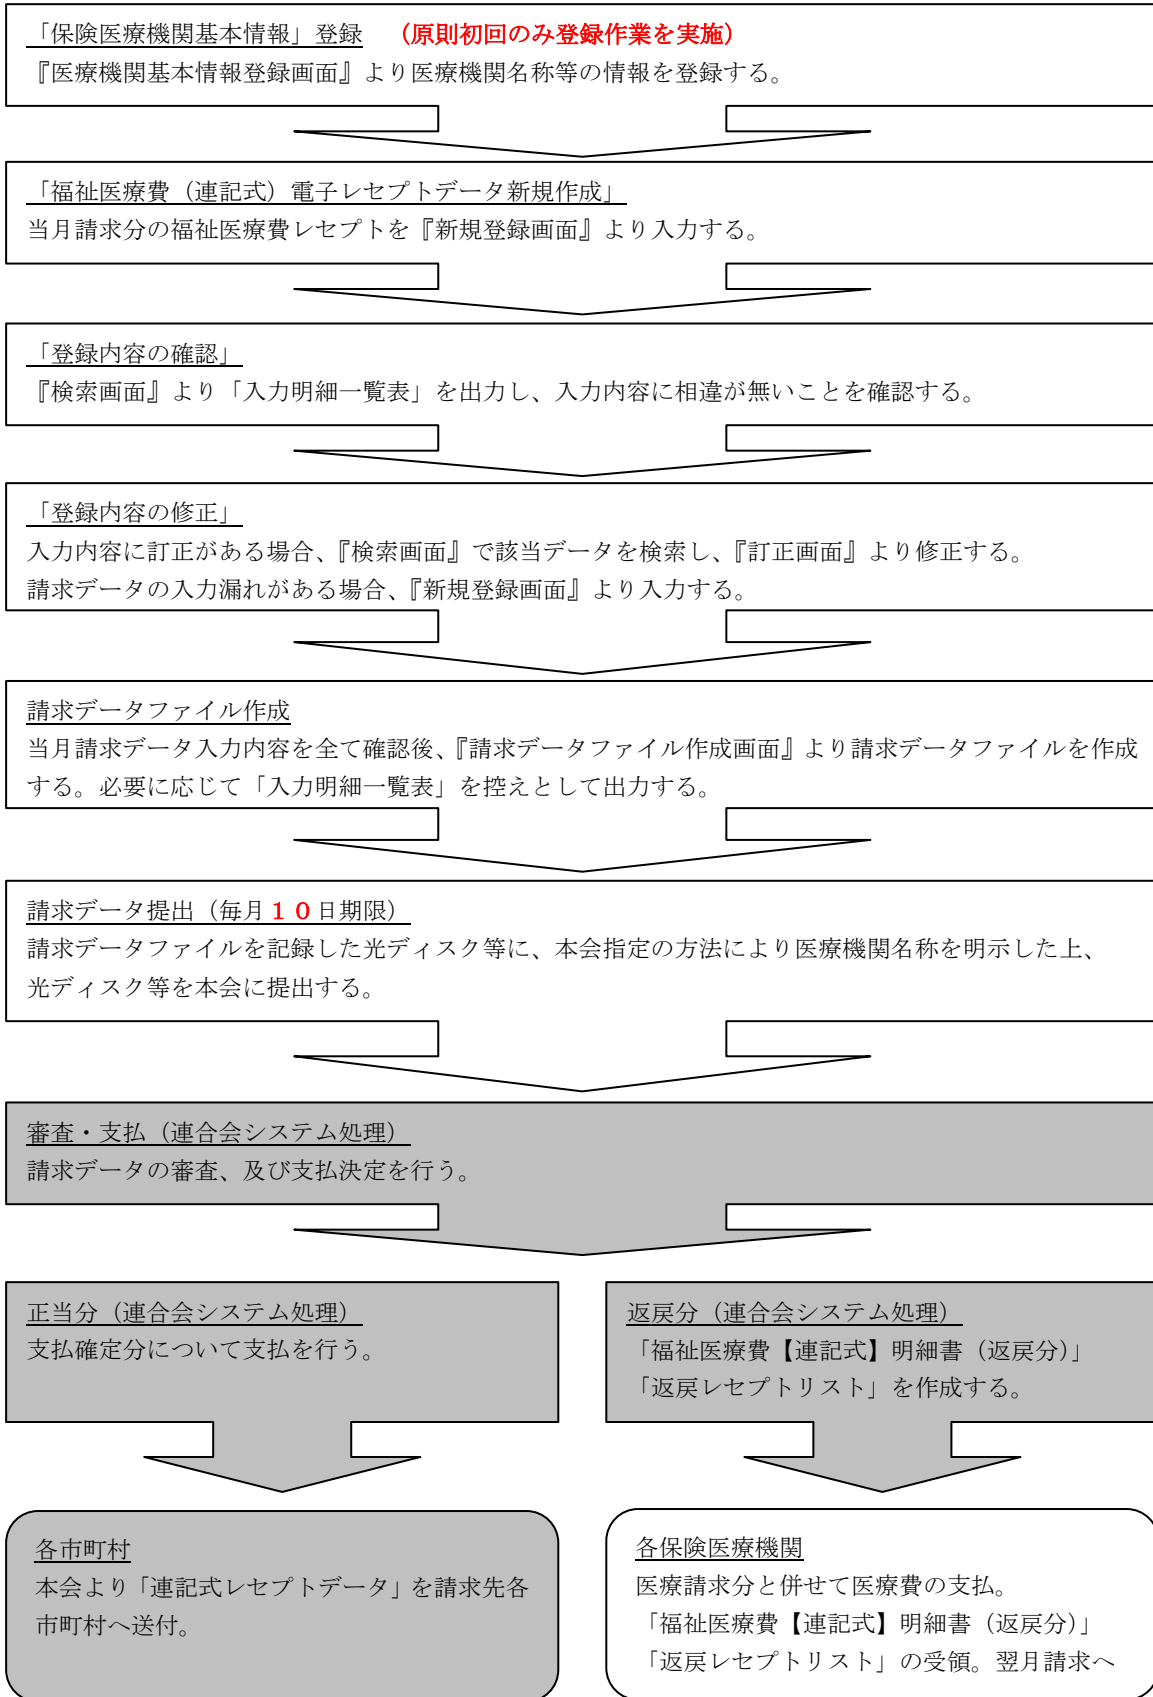 「保険医療機関基本情報」登録　（原則初回のみ登録作業を実施）
『医療機関基本情報登録画面』より医療機関名称等の情報を登録する。
「福祉医療費（連記式）電子レセプトデータ新規作成」
当月請求分の福祉医療費レセプトを『新規登録画面』より入力する。
「登録内容の確認」
『検索画面』より「入力明細一覧表」を出力し、入力内容に相違が無いことを確認する。
「登録内容の修正」
入力内容に訂正がある場合、『検索画面』で該当データを検索し、『訂正画面』より修正する。
請求データの入力漏れがある場合、『新規登録画面』より入力する。
請求データファイル作成
当月請求データ入力内容を全て確認後、『請求データファイル作成画面』より請求データファイルを作成
する。必要に応じて「入力明細一覧表」を控えとして出力する。
請求データ提出（毎月１０日期限）
請求データファイルを記録した光ディスク等に、本会指定の方法により医療機関名称を明示した上、
光ディスク等を本会に提出する。
審査・支払（連合会システム処理）
請求データの審査、及び支払決定を行う。
正当分（連合会システム処理）
支払確定分について支払を行う。
返戻分（連合会システム処理）
「福祉医療費【連記式】明細書（返戻分）」
「返戻レセプトリスト」を作成する。
各市町村
本会より「連記式レセプトデータ」を請求先各
市町村へ送付。
各保険医療機関
医療請求分と併せて医療費の支払。
「福祉医療費【連記式】明細書（返戻分）」
「返戻レセプトリスト」の受領。翌月請求へ